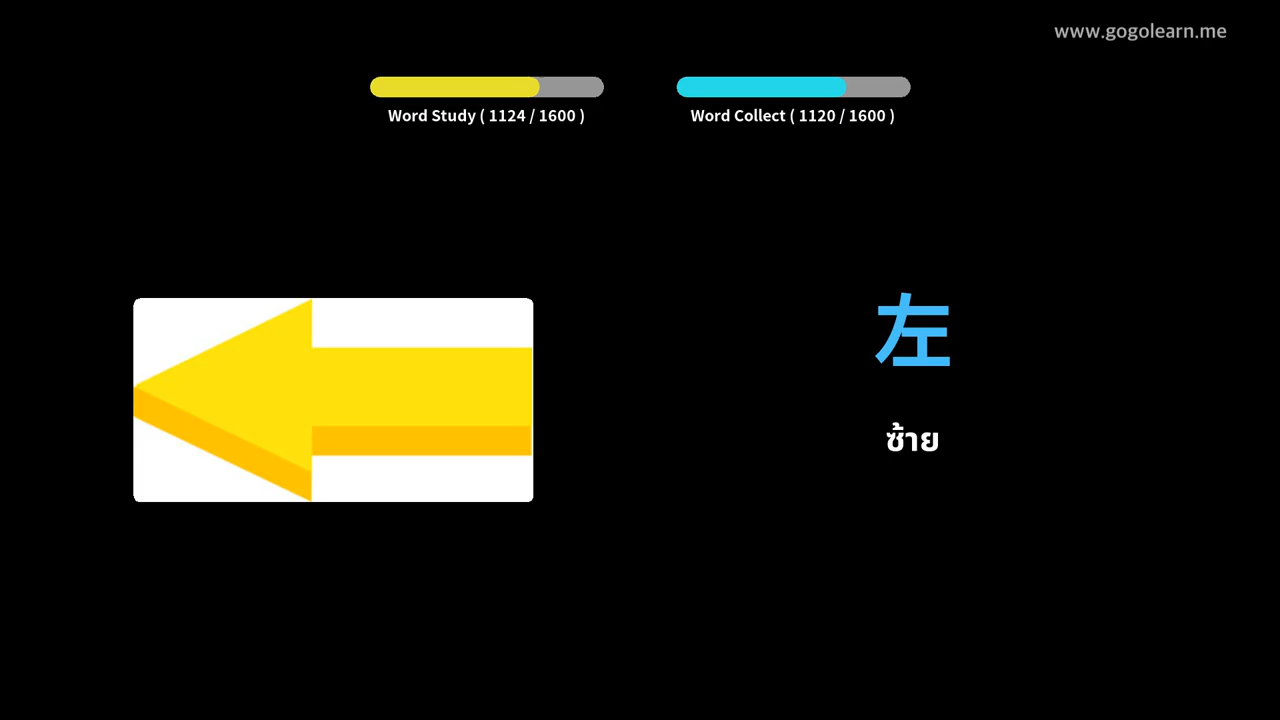 www.gogolearn.me
Word Study ( 1124 / 1600 )
Word Collect ( 1120 / 1600 )
左
ซ้าย